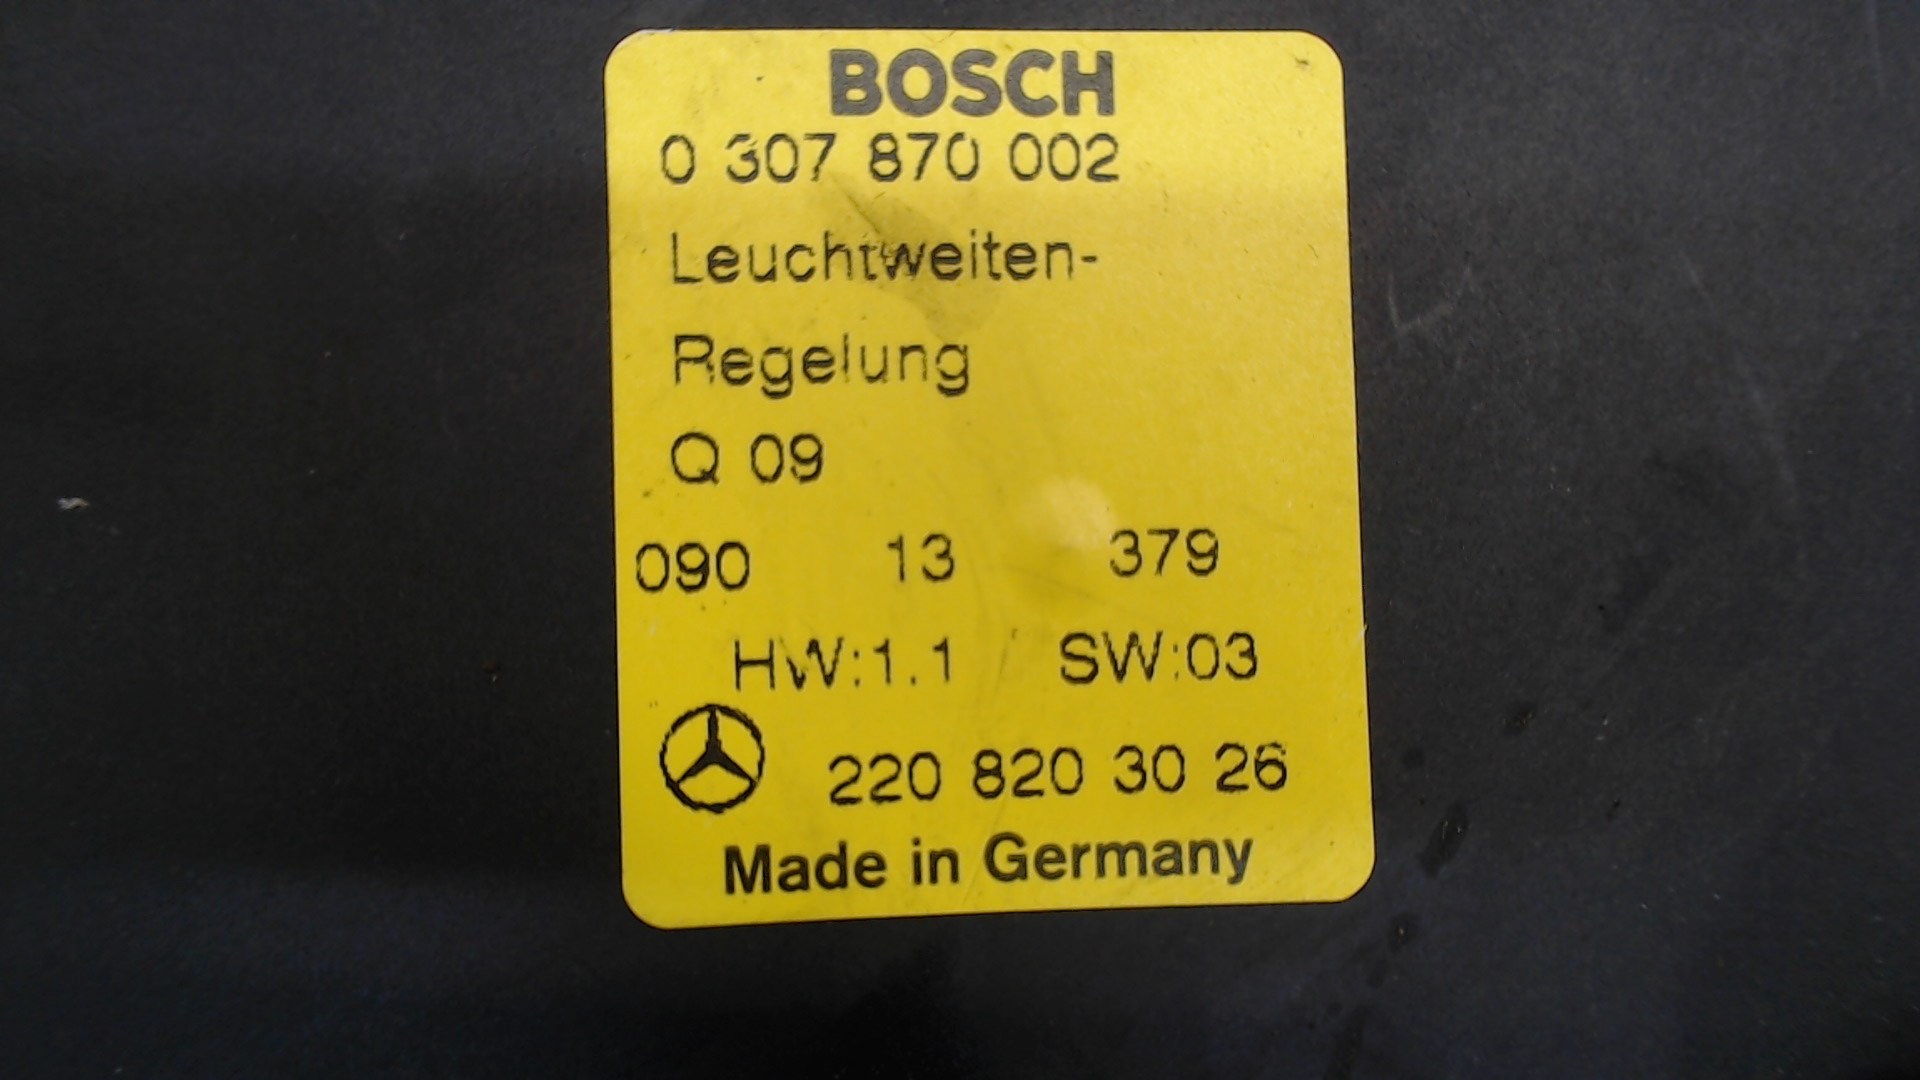 BOSCH
0 307 870 002
Leuchtweiten-
Regelung
Q 09
090 13 379
HW:1.1 SW:03
220 820 30 26
Made in Germany